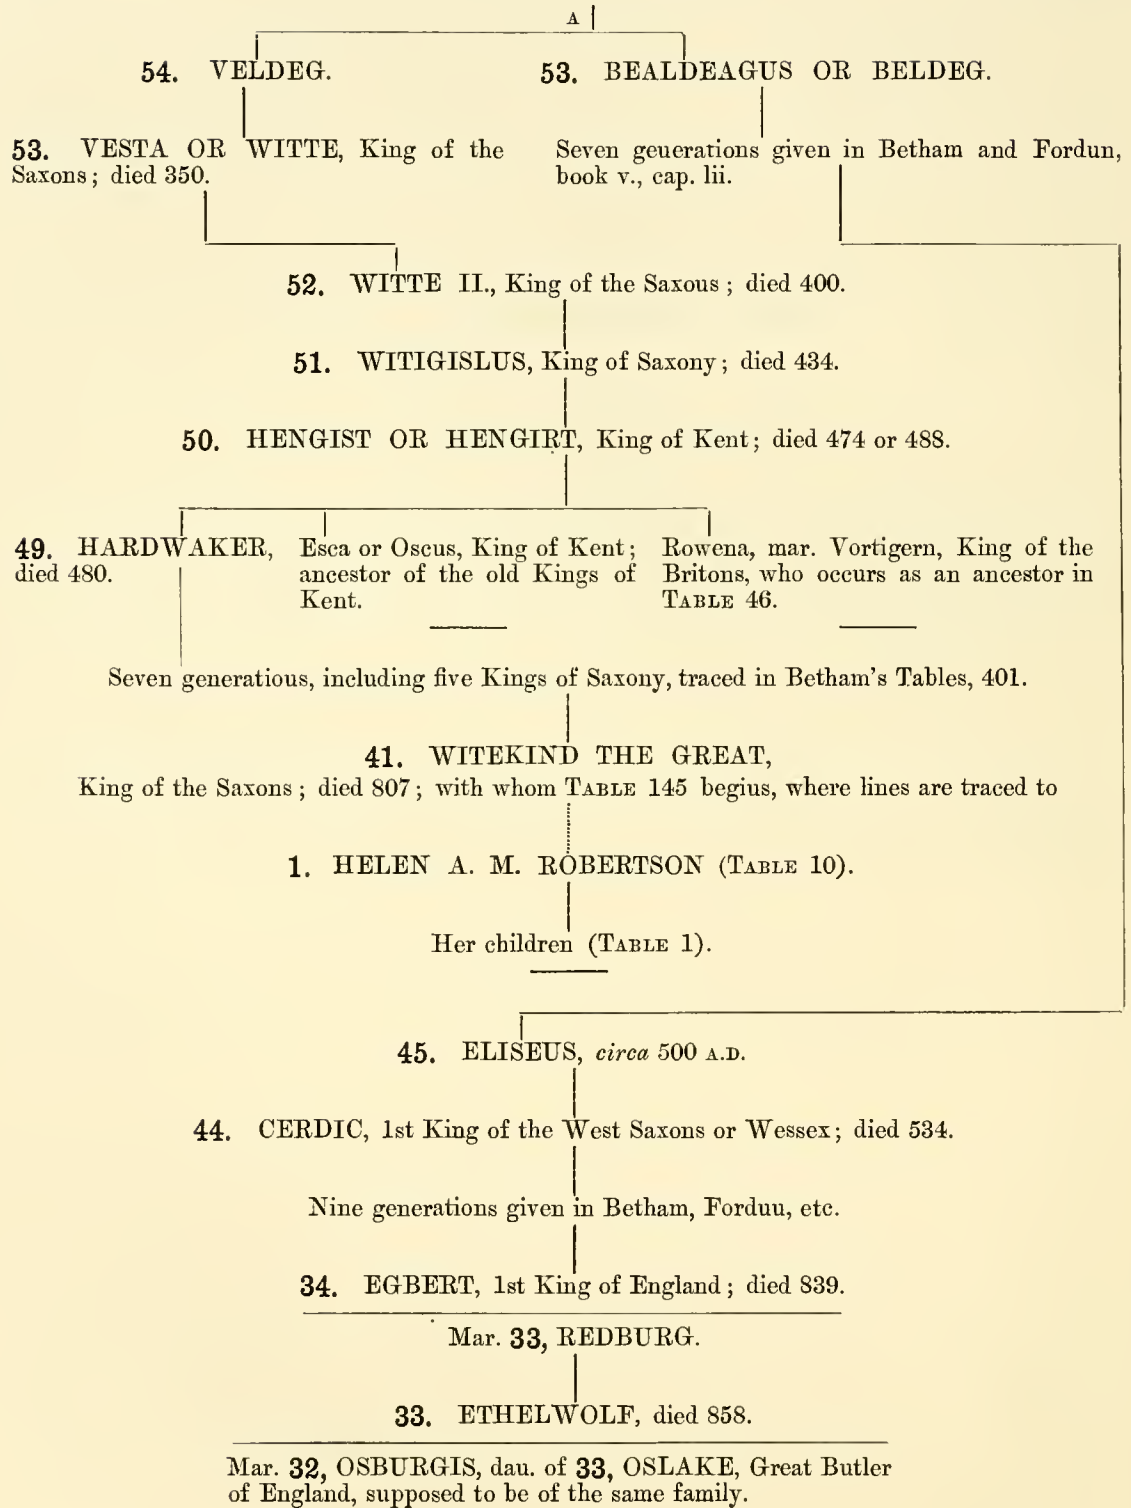 A
54. VELDEG.
53. BEALDEAGUS OR BELDEG.
53. VESTA OR WITTE, King of the
Saxons; died 350.
Seven geuerations given in Betham and Fordun,
book v., cap. lii.
52. WITTE II., King of the Saxous; died 400.
51. WITIGISLUS, King of Saxony; died 434.
50. HENGIST OR HENGIRT, King of Kent; died 474 or 488.
49. HARDWAKER,
died 480.
Esca or Oscus, King of Kent;
ancestor of the old Kings of
Kent.
Rowena, mar. Vortigern, King of the
Britons, who occurs as an ancestor in
TABLE 46.
Seven generatious, including five Kings of Saxony, traced in Betham's Tables, 401.
41. WITEKIND THE GREAT,
King of the Saxons; died 807; with whom TABLE 145 begius, where lines are traced to
1. HELEN A. M. ROBERTSON (TABLE 10).
Her children (TABLE 1).
45. ELISEUS, circa 500 A.D.
44. CERDIC, 1st King of the West Saxons or Wessex; died 534.
Nine generations given in Betham, Forduu, etc.
34. EGBERT, 1st King of England; died 839.
Mar. 33, REDBURG.
33. ETHELWOLF, died 858.
Mar. 32, OSBURGIS, dau. of 33, OSLAKE, Great Butler
of England, supposed to be of the same family.